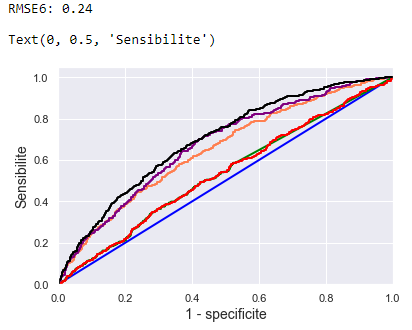 RMSE6: 0.24
Text(0, 0.5, 'Sensibilite')
1.0
0.8
0.6
0.4
0.2
0.0
Sensibilite
0.0 0.2 0.4 0.6 0.8 1.0
1 - specificite